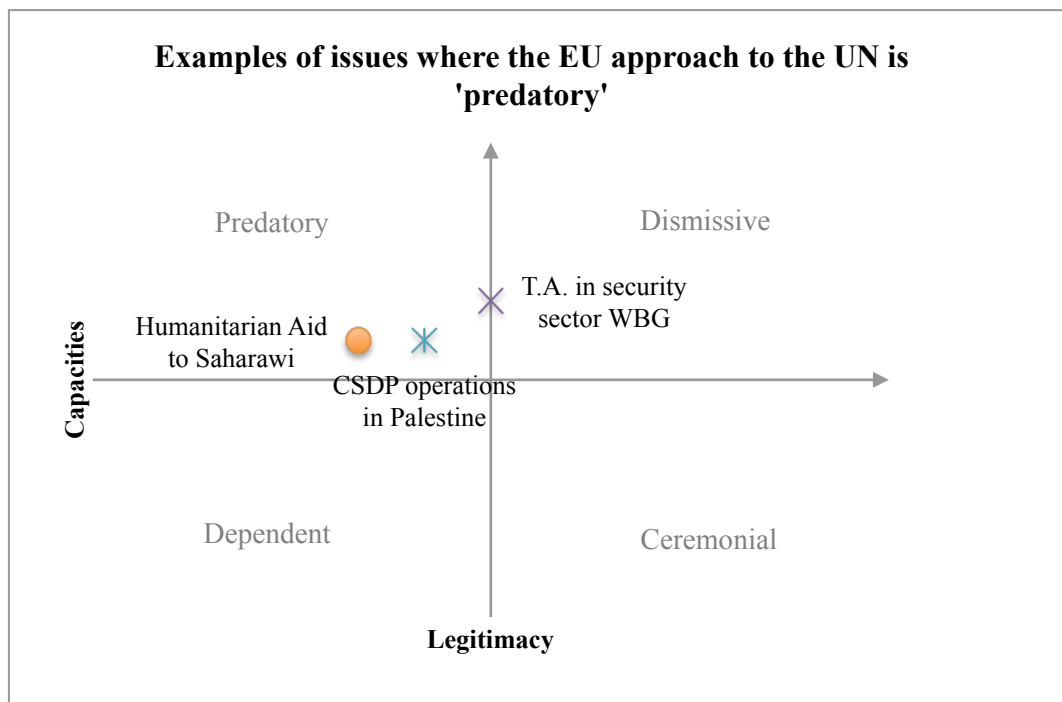 Examples of issues where the EU approach to the UN is
'predatory'
Predatory
Dismissive
T.A. in security
sector WBG
Humanitarian Aid
to Saharawi
CSDP operations
in Palestine
Capacities
Dependent
Ceremonial
Legitimacy